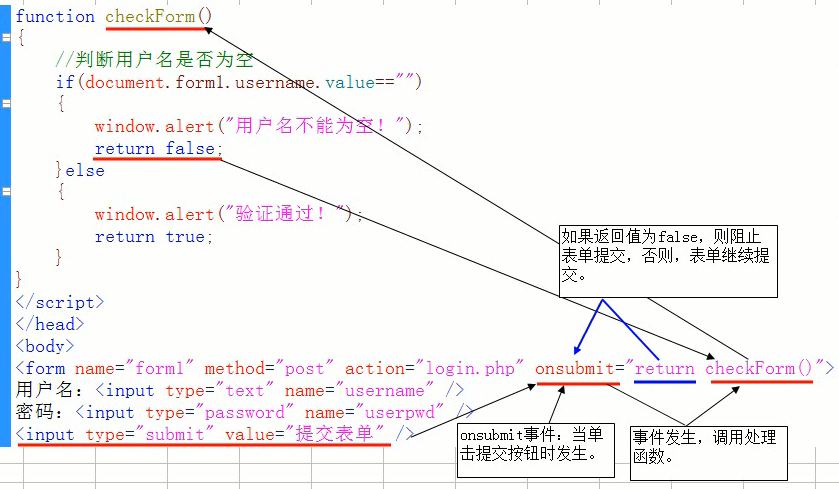 function checkForm()
{
//判断用户名是否为空
if(document.form1.username.value=="")
{
window.alert("用户名不能为空！");
return false;
}else
{
window.alert("验证通过！");
return true;
}
}
</script>
</head>
<body>
<form name="form1" method="post" action="login.php" onsubmit="return checkForm()">
用户名：<input type="text" name="username" />
密码：<input type="password" name="userpwd" />
<input type="submit" value="提交表单" />
如果返回值为false，则阻止
表单提交，否则，表单继续提
交。
onsubmit事件：当单
击提交按钮时发生。
事件发生，调用处理
函数。